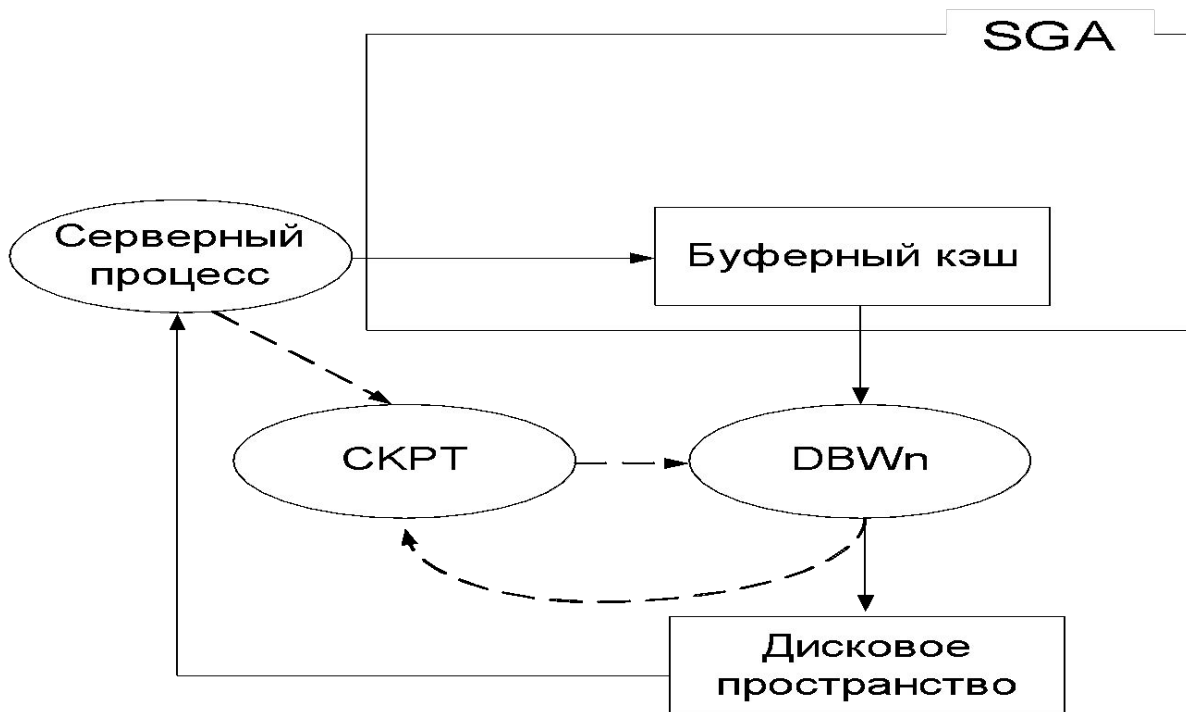 SGA
Серверный
процесс
Буферный кэш
CKPT
DBWn
Дисковое
пространство